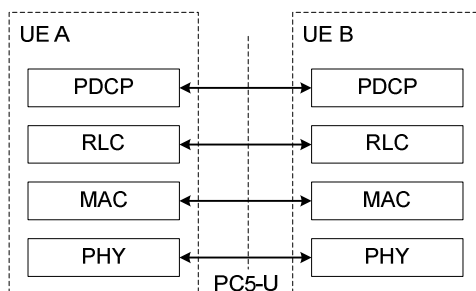 UE A UE B
PDCP PDCP
RLC RLC
MAC MAC
PHY PHY
PC5-U